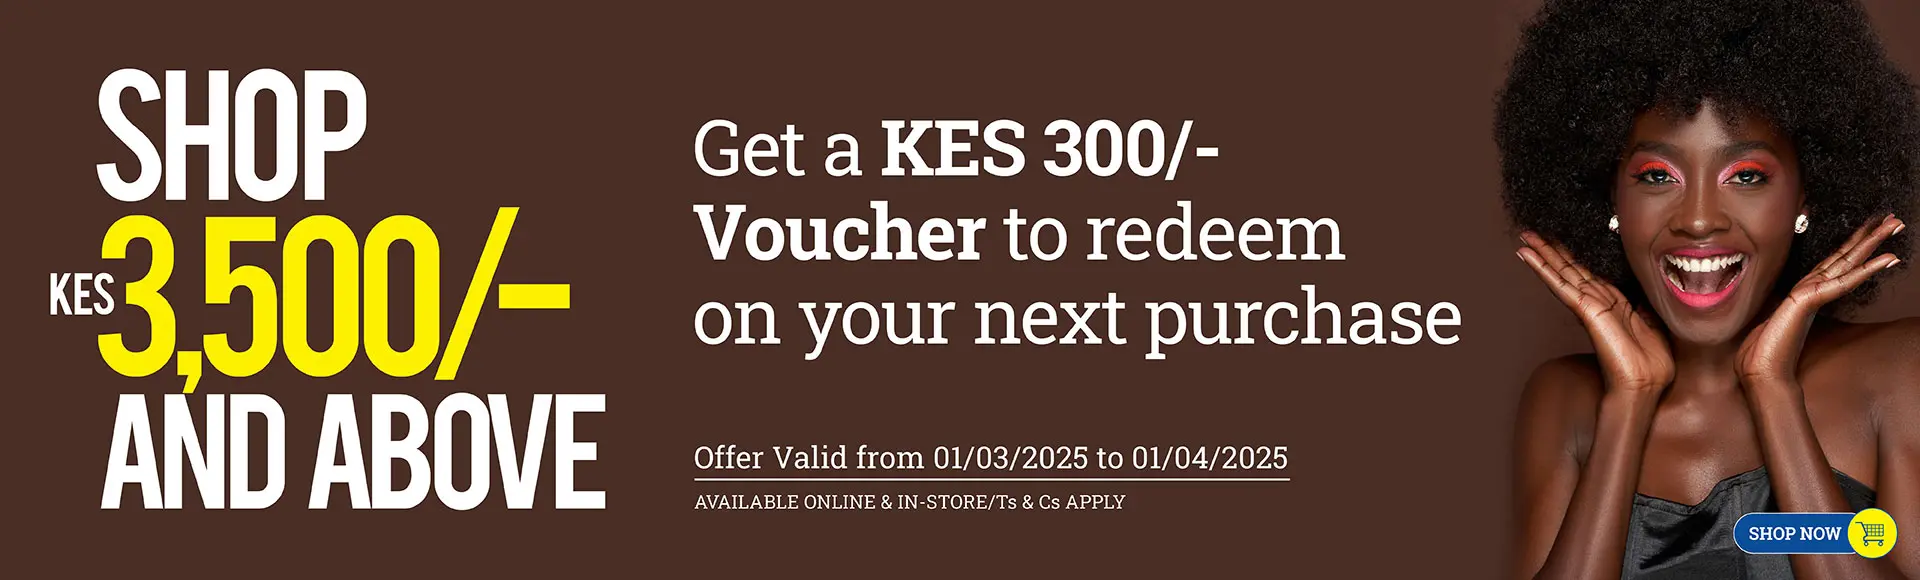 SHOP
KES 3,500/-
AND ABOVE
Get a KES 300/-
Voucher to redeem
on your next purchase
Offer Valid from 01/03/2025 to 01/04/2025
AVAILABLE ONLINE & IN-STORE/Ts & Cs APPLY
SHOP NOW